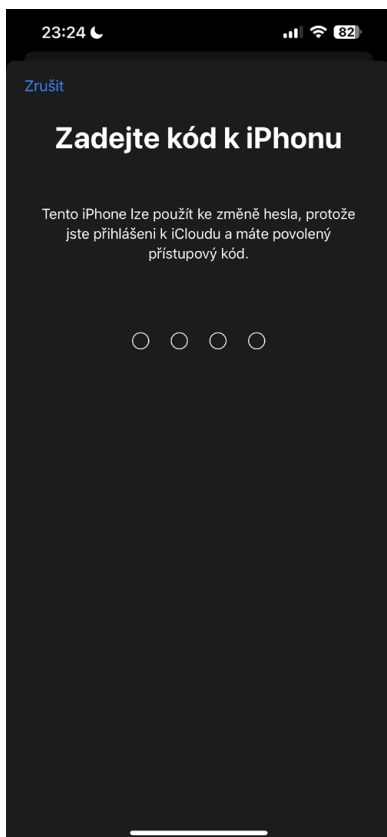 23:24
82
Zrušit
Zadejte kód k iPhonu
Tento iPhone lze použít ke změně hesla, protože
jste přihlášeni k iCloudu a máte povolený
přístupový kód.